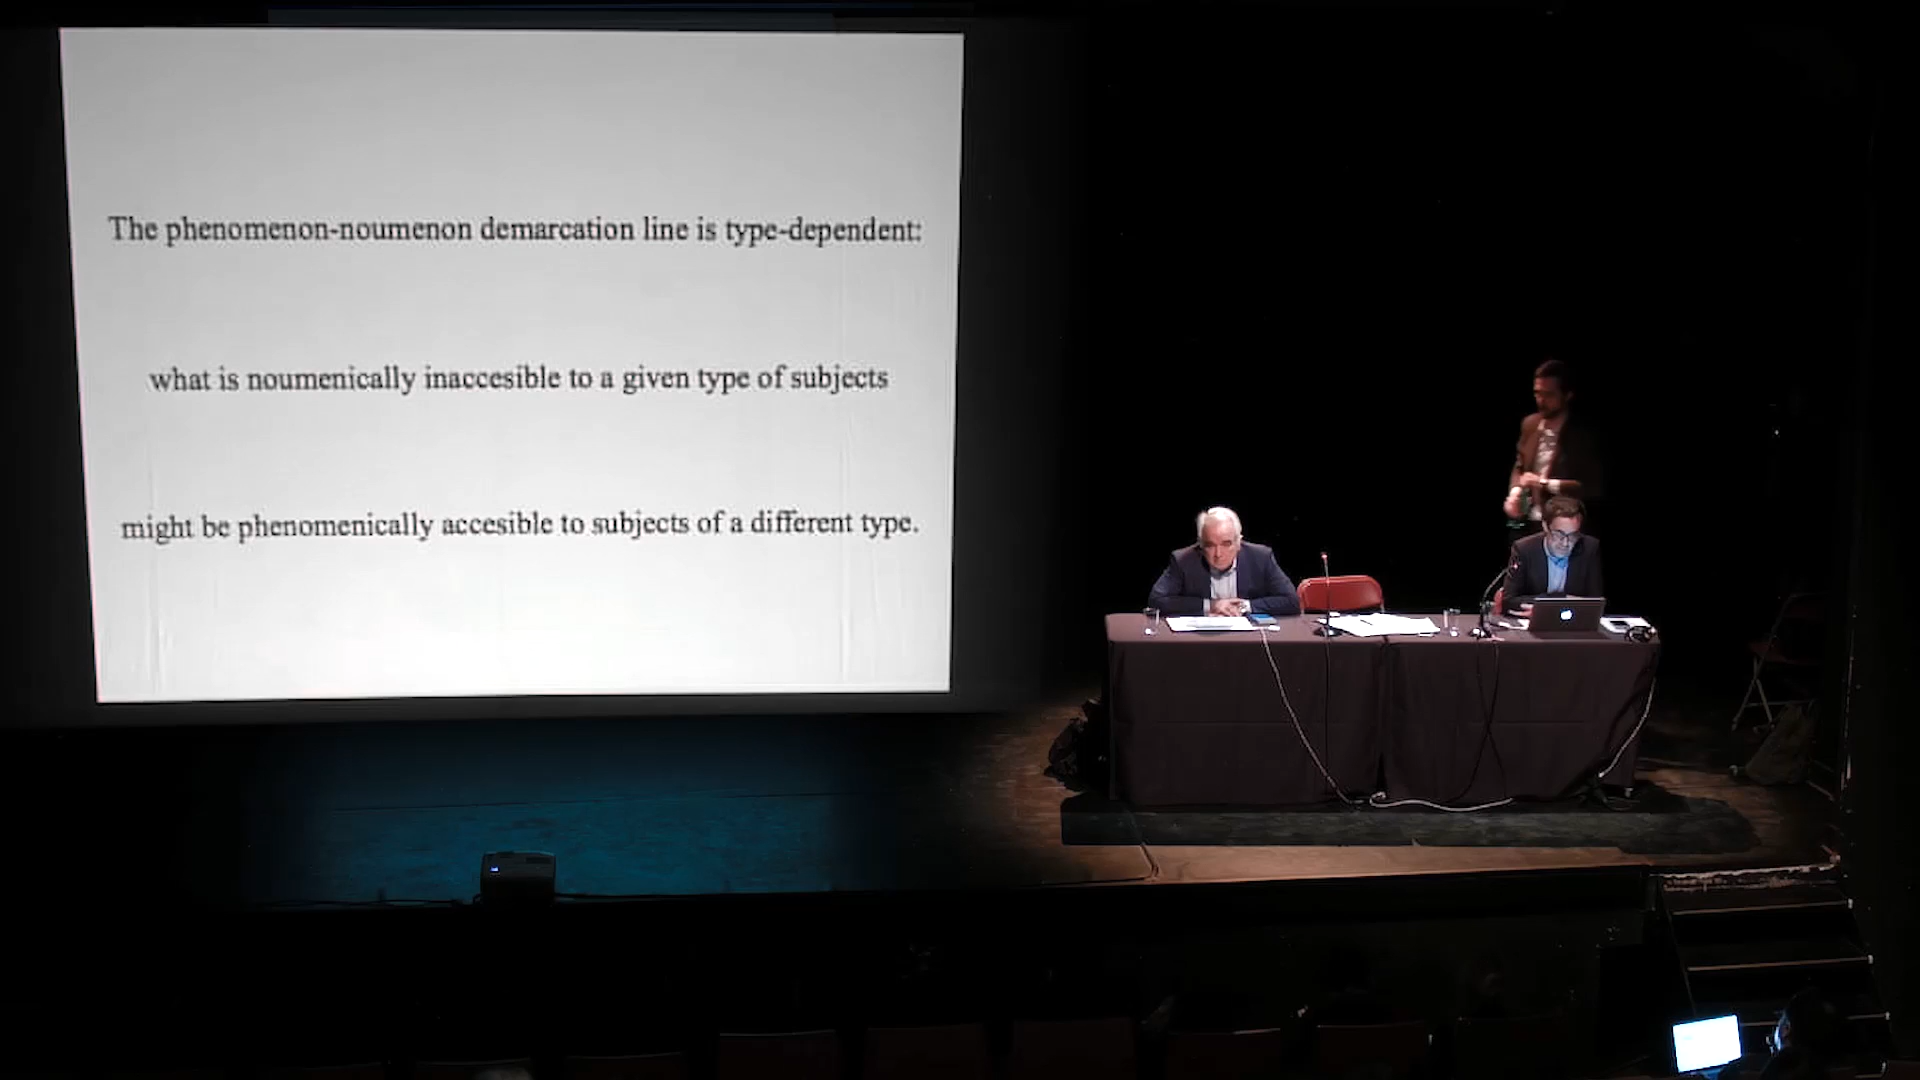 The phenomenon-noumenon demarcation line is type-dependent:
what is noumenically inaccesible to a given type of subjects
might be phenomenically accesible to subjects of a different type.